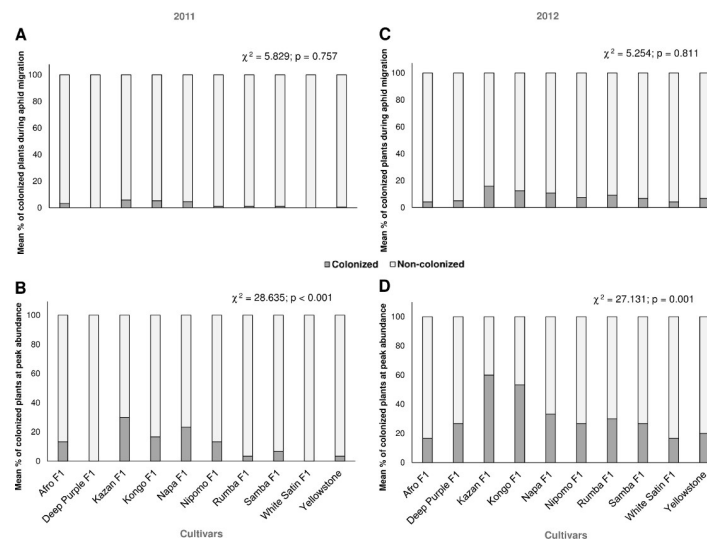 2011
2012
A
χ² = 5.829; p = 0.757
Mean % of colonized plants during aphid migration
100
80
60
40
20
0
C
χ² = 5.254; p = 0.811
Mean % of colonized plants during aphid migration
100
80
60
40
20
0
Colonized Non-colonized
B
χ² = 28.635; p < 0.001
Mean % of colonized plants at peak abundance
100
80
60
40
20
0
Afro F1
Deep Purple F1
Kazan F1
Kongo F1
Napa F1
Nipomo F1
Rumba F1
Samba F1
White Satin F1
Yellowstone
Cultivars
D
χ² = 27.131; p = 0.001
Mean % of colonized plants at peak abundance
100
80
60
40
20
0
Afro F1
Deep Purple F1
Kazan F1
Kongo F1
Napa F1
Nipomo F1
Rumba F1
Samba F1
White Satin F1
Yellowstone
Cultivars